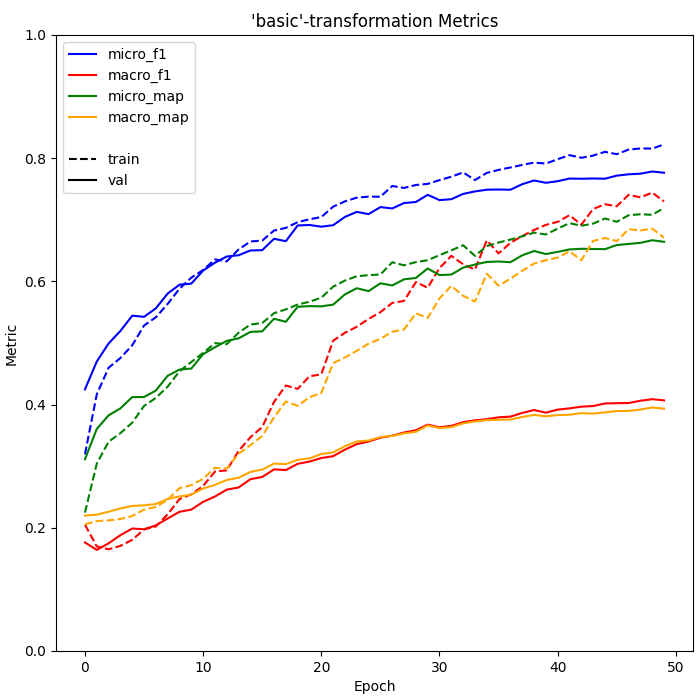 'basic'-transformation Metrics
1.0
0.8
0.6
0.4
0.2
0.0
Metric
micro_f1
macro_f1
micro_map
macro_map
train
val
0 10 20 30 40 50
Epoch